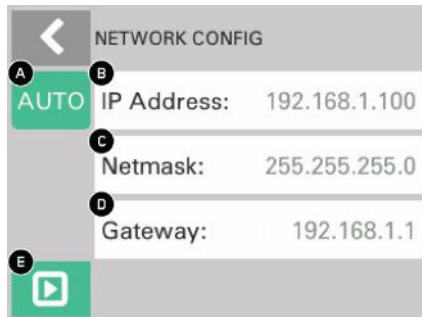 NETWORK CONFIG
A
B
AUTO
IP Address: 192.168.1.100
C
Netmask: 255.255.255.0
D
Gateway: 192.168.1.1
E